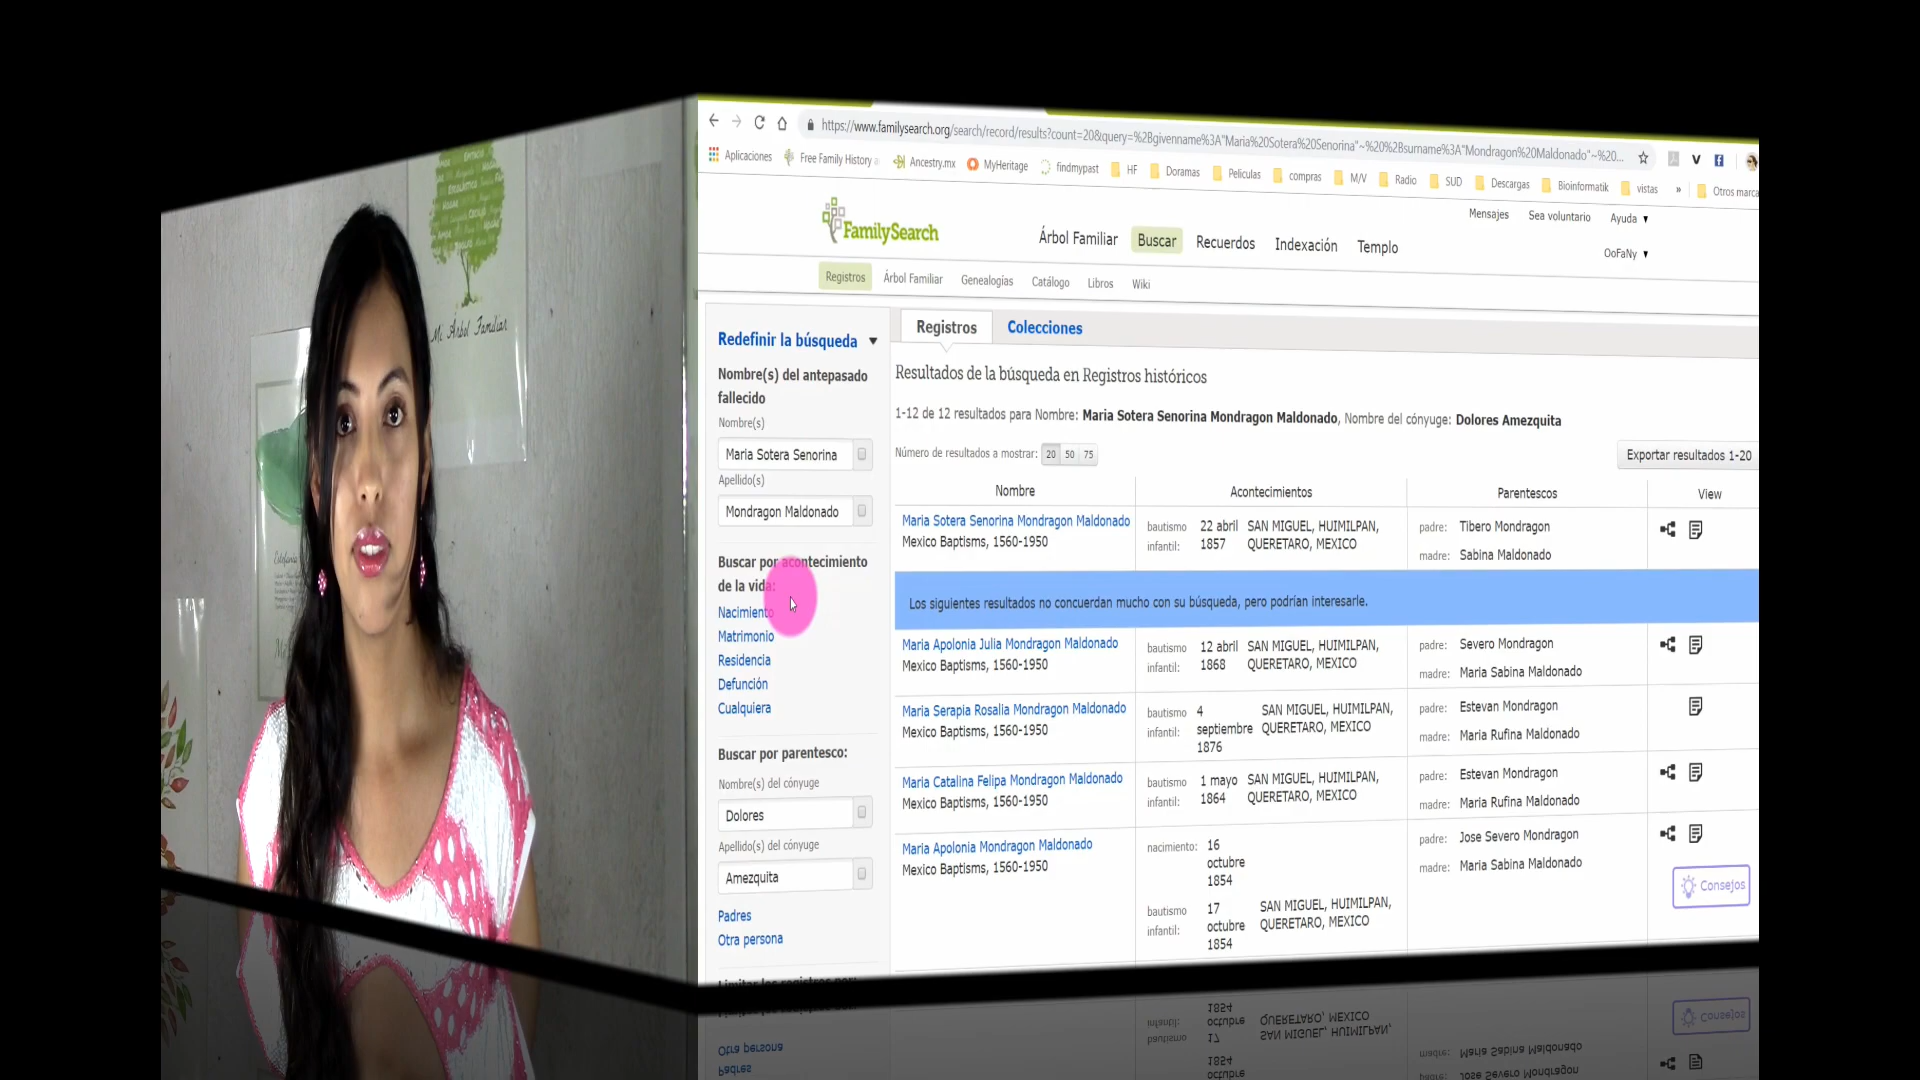 Mi Árbol Familiar
https://www.familysearch.org/search/record/results?count=20&query=%2Bgivenname%3A"Maria%20Sotera%20Senorina"~%20%2Bsurname%3A"Mondragon%20Maldonado"~%20...
Aplicaciones Free Family History Ancestry.mx MyHeritage findmypast HF Doramas Peliculas compras M/V Radio SUD Descargas Bioinformatik vistas » Otros marca
Mensajes Sea voluntario Ayuda
FamilySearch Árbol Familiar Buscar Recuerdos Indexación Templo
OoFaNy
Registros Árbol Familiar Genealogías Catálogo Libros Wiki
Redefinir la búsqueda
Nombre(s) del antepasado
fallecido
Nombre(s)
Maria Sotera Senorina
Apellido(s)
Mondragon Maldonado
Buscar por acontecimiento
de la vida:
Nacimiento
Matrimonio
Residencia
Defunción
Cualquiera
Buscar por parentesco:
Nombre(s) del cónyuge
Dolores
Apellido(s) del cónyuge
Amezquita
Padres
Otra persona
Registros Colecciones
Resultados de la búsqueda en Registros históricos
1-12 de 12 resultados para Nombre: Maria Sotera Senorina Mondragon Maldonado, Nombre del cónyuge: Dolores Amezquita
Número de resultados a mostrar: 20 50 75
Exportar resultados 1-20
Nombre Acontecimientos Parentescos View
Maria Sotera Senorina Mondragon Maldonado
Mexico Baptisms, 1560-1950
bautismo infantil: 22 abril 1857 SAN MIGUEL, HUIMILPAN, QUERETARO, MEXICO
padre: Tibero Mondragon
madre: Sabina Maldonado
Los siguientes resultados no concuerdan mucho con su búsqueda, pero podrían interesarle.
Maria Apolonia Julia Mondragon Maldonado
Mexico Baptisms, 1560-1950
bautismo infantil: 12 abril 1868 SAN MIGUEL, HUIMILPAN, QUERETARO, MEXICO
padre: Severo Mondragon
madre: Maria Sabina Maldonado
Maria Serapia Rosalia Mondragon Maldonado
Mexico Baptisms, 1560-1950
bautismo infantil: 4 septiembre 1876 SAN MIGUEL, HUIMILPAN, QUERETARO, MEXICO
padre: Estevan Mondragon
madre: Maria Rufina Maldonado
Maria Catalina Felipa Mondragon Maldonado
Mexico Baptisms, 1560-1950
bautismo infantil: 1 mayo 1864 SAN MIGUEL, HUIMILPAN, QUERETARO, MEXICO
padre: Estevan Mondragon
madre: Maria Rufina Maldonado
Maria Apolonia Mondragon Maldonado
Mexico Baptisms, 1560-1950
nacimiento: 16 octubre 1854
bautismo infantil: 17 octubre 1854 SAN MIGUEL, HUIMILPAN, QUERETARO, MEXICO
padre: Jose Severo Mondragon
madre: Maria Sabina Maldonado
Consejos